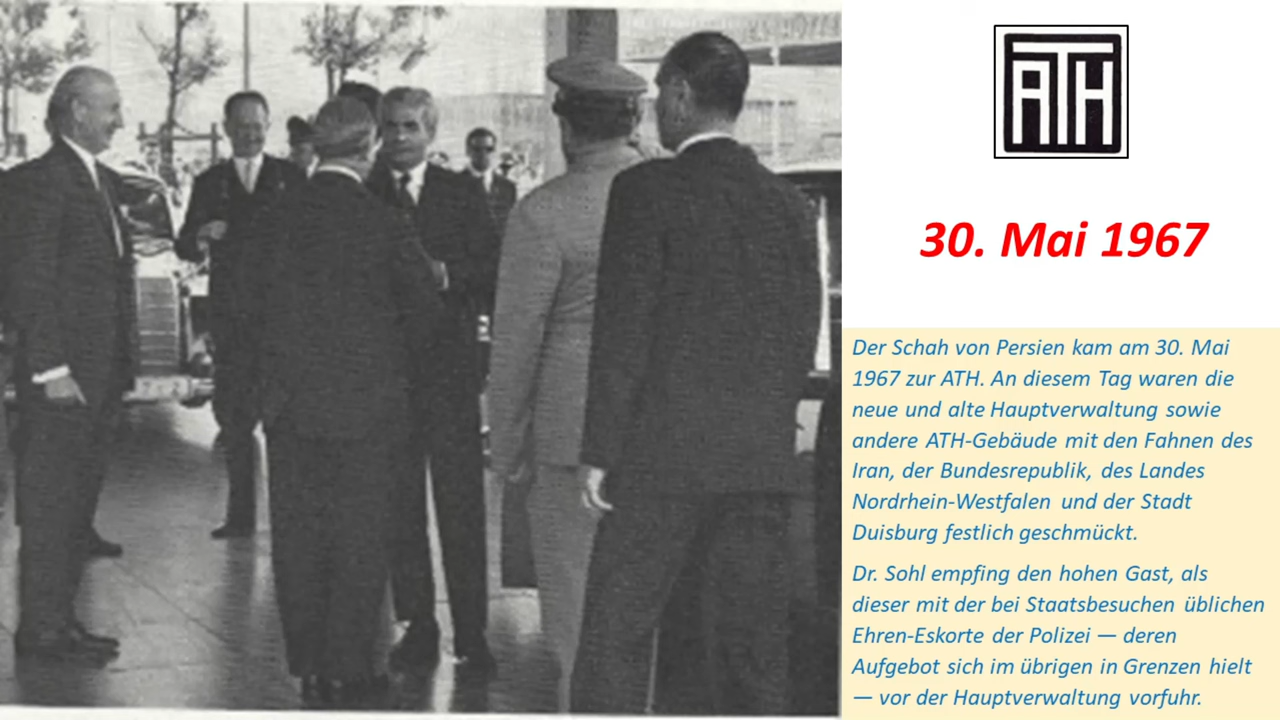 ATH
30. Mai 1967
Der Schah von Persien kam am 30. Mai
1967 zur ATH. An diesem Tag waren die
neue und alte Hauptverwaltung sowie
andere ATH-Gebäude mit den Fahnen des
Iran, der Bundesrepublik, des Landes
Nordrhein-Westfalen und der Stadt
Duisburg festlich geschmückt.
Dr. Sohl empfing den hohen Gast, als
dieser mit der bei Staatsbesuchen üblichen
Ehren-Eskorte der Polizei — deren
Aufgebot sich im übrigen in Grenzen hielt
— vor der Hauptverwaltung vorfuhr.